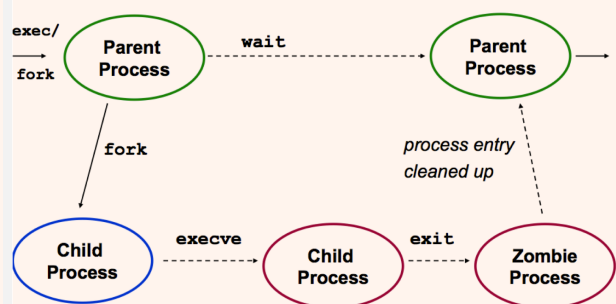 exec/
fork
Parent
Process
wait
Parent
Process
fork
process entry
cleaned up
Child
Process
execve
Child
Process
exit
Zombie
Process